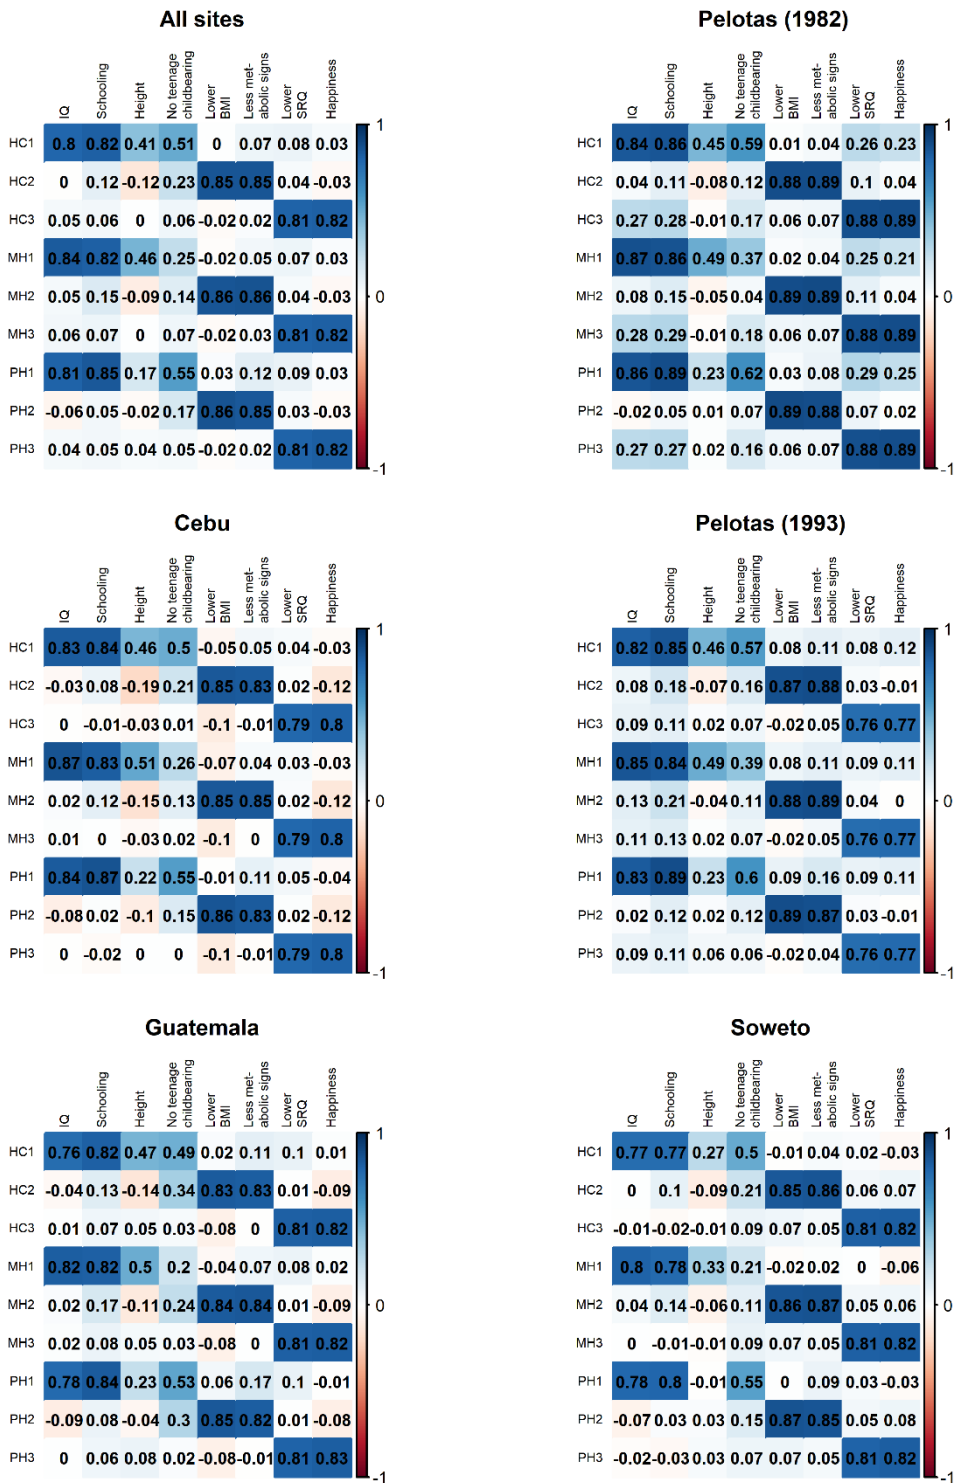 All sites
IQ
Schooling
Height
No teenage
childbearing
Lower
BMI
Less met-
abolic signs
Lower
SRQ
Happiness
HC1 0.8 0.82 0.41 0.51 0 0.07 0.08 0.03
HC2 0 0.12 -0.12 0.23 0.85 0.85 0.04 -0.03
HC3 0.05 0.06 0 0.06 -0.02 0.02 0.81 0.82
MH1 0.84 0.82 0.46 0.25 -0.02 0.05 0.07 0.03
MH2 0.05 0.15 -0.09 0.14 0.86 0.86 0.04 -0.03
MH3 0.06 0.07 0 0.07 -0.02 0.03 0.81 0.82
PH1 0.81 0.85 0.17 0.55 0.03 0.12 0.09 0.03
PH2 -0.06 0.05 -0.02 0.17 0.86 0.85 0.03 -0.03
PH3 0.04 0.05 0.04 0.05 -0.02 0.02 0.81 0.82
1
0
-1
Pelotas (1982)
IQ
Schooling
Height
No teenage
childbearing
Lower
BMI
Less met-
abolic signs
Lower
SRQ
Happiness
HC1 0.84 0.86 0.45 0.59 0.01 0.04 0.26 0.23
HC2 0.04 0.11 -0.08 0.12 0.88 0.89 0.1 0.04
HC3 0.27 0.28 -0.01 0.17 0.06 0.07 0.88 0.89
MH1 0.87 0.86 0.49 0.37 0.02 0.04 0.25 0.21
MH2 0.08 0.15 -0.05 0.04 0.89 0.89 0.11 0.04
MH3 0.28 0.29 -0.01 0.18 0.06 0.07 0.88 0.89
PH1 0.86 0.89 0.23 0.62 0.03 0.08 0.29 0.25
PH2 -0.02 0.05 0.01 0.07 0.89 0.88 0.07 0.02
PH3 0.27 0.27 0.02 0.16 0.06 0.07 0.88 0.89
1
0
-1
Cebu
IQ
Schooling
Height
No teenage
childbearing
Lower
BMI
Less met-
abolic signs
Lower
SRQ
Happiness
HC1 0.83 0.84 0.46 0.5 -0.05 0.05 0.04 -0.03
HC2 -0.03 0.08 -0.19 0.21 0.85 0.83 0.02 -0.12
HC3 0 -0.01 -0.03 0.01 -0.1 -0.01 0.79 0.8
MH1 0.87 0.83 0.51 0.26 -0.07 0.04 0.03 -0.03
MH2 0.02 0.12 -0.15 0.13 0.85 0.85 0.02 -0.12
MH3 0.01 0 -0.03 0.02 -0.1 0 0.79 0.8
PH1 0.84 0.87 0.22 0.55 -0.01 0.11 0.05 -0.04
PH2 -0.08 0.02 -0.1 0.15 0.86 0.83 0.02 -0.12
PH3 0 -0.02 0 0 -0.1 -0.01 0.79 0.8
1
0
-1
Pelotas (1993)
IQ
Schooling
Height
No teenage
childbearing
Lower
BMI
Less met-
abolic signs
Lower
SRQ
Happiness
HC1 0.82 0.85 0.46 0.57 0.08 0.11 0.08 0.12
HC2 0.08 0.18 -0.07 0.16 0.87 0.88 0.03 -0.01
HC3 0.09 0.11 0.02 0.07 -0.02 0.05 0.76 0.77
MH1 0.85 0.84 0.49 0.39 0.08 0.11 0.09 0.11
MH2 0.13 0.21 -0.04 0.11 0.88 0.89 0.04 0
MH3 0.11 0.13 0.02 0.07 -0.02 0.05 0.76 0.77
PH1 0.83 0.89 0.23 0.6 0.09 0.16 0.09 0.11
PH2 0.02 0.12 0.02 0.12 0.89 0.87 0.03 -0.01
PH3 0.09 0.11 0.06 0.06 -0.02 0.04 0.76 0.77
1
0
-1
Guatemala
IQ
Schooling
Height
No teenage
childbearing
Lower
BMI
Less met-
abolic signs
Lower
SRQ
Happiness
HC1 0.76 0.82 0.47 0.49 0.02 0.11 0.1 0.01
HC2 -0.04 0.13 -0.14 0.34 0.83 0.83 0.01 -0.09
HC3 0.01 0.07 0.05 0.03 -0.08 0 0.81 0.82
MH1 0.82 0.82 0.5 0.2 -0.04 0.07 0.08 0.02
MH2 0.02 0.17 -0.11 0.24 0.84 0.84 0.01 -0.09
MH3 0.02 0.08 0.05 0.03 -0.08 0 0.81 0.82
PH1 0.78 0.84 0.23 0.53 0.06 0.17 0.1 -0.01
PH2 -0.09 0.08 -0.04 0.3 0.85 0.82 0.01 -0.08
PH3 0 0.06 0.08 0.02 -0.08 -0.01 0.81 0.83
1
0
-1
Soweto
IQ
Schooling
Height
No teenage
childbearing
Lower
BMI
Less met-
abolic signs
Lower
SRQ
Happiness
HC1 0.77 0.77 0.27 0.5 -0.01 0.04 0.02 -0.03
HC2 0 0.1 -0.09 0.21 0.85 0.86 0.06 0.07
HC3 -0.01 -0.02 -0.01 0.09 0.07 0.05 0.81 0.82
MH1 0.8 0.78 0.33 0.21 -0.02 0.02 0 -0.06
MH2 0.04 0.14 -0.06 0.11 0.86 0.87 0.05 0.06
MH3 0 -0.01 -0.01 0.09 0.07 0.05 0.81 0.82
PH1 0.78 0.8 -0.01 0.55 0 0.09 0.03 -0.03
PH2 -0.07 0.03 0.03 0.15 0.87 0.85 0.05 0.08
PH3 -0.02 -0.03 0.03 0.07 0.07 0.05 0.81 0.82
1
0
-1